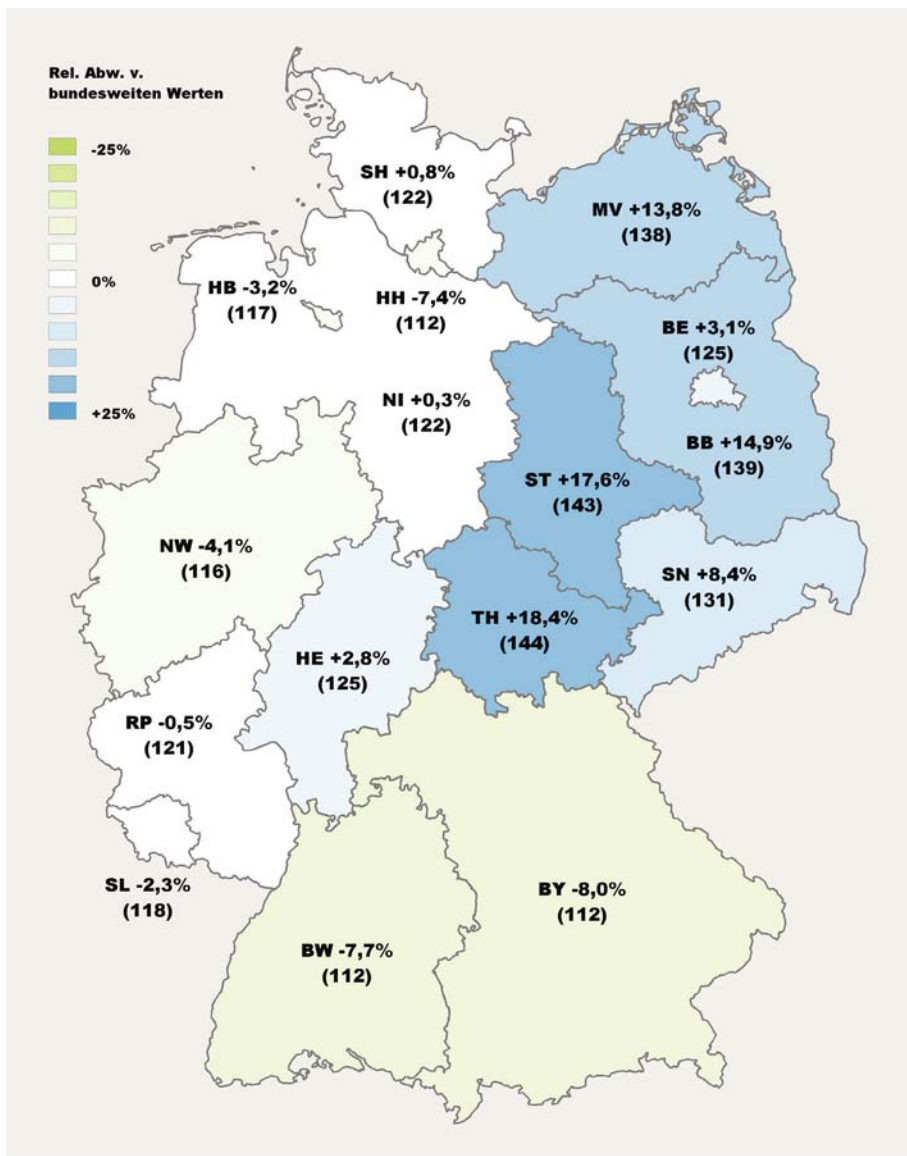 Rel. Abw. v.
bundesweiten Werten
-25%
0%
+25%
SH +0,8%
(122)
MV +13,8%
(138)
HB -3,2%
(117)
HH -7,4%
(112)
BE +3,1%
(125)
NI +0,3%
(122)
BB +14,9%
(139)
ST +17,6%
(143)
NW -4,1%
(116)
SN +8,4%
(131)
TH +18,4%
(144)
HE +2,8%
(125)
RP -0,5%
(121)
SL -2,3%
(118)
BY -8,0%
(112)
BW -7,7%
(112)